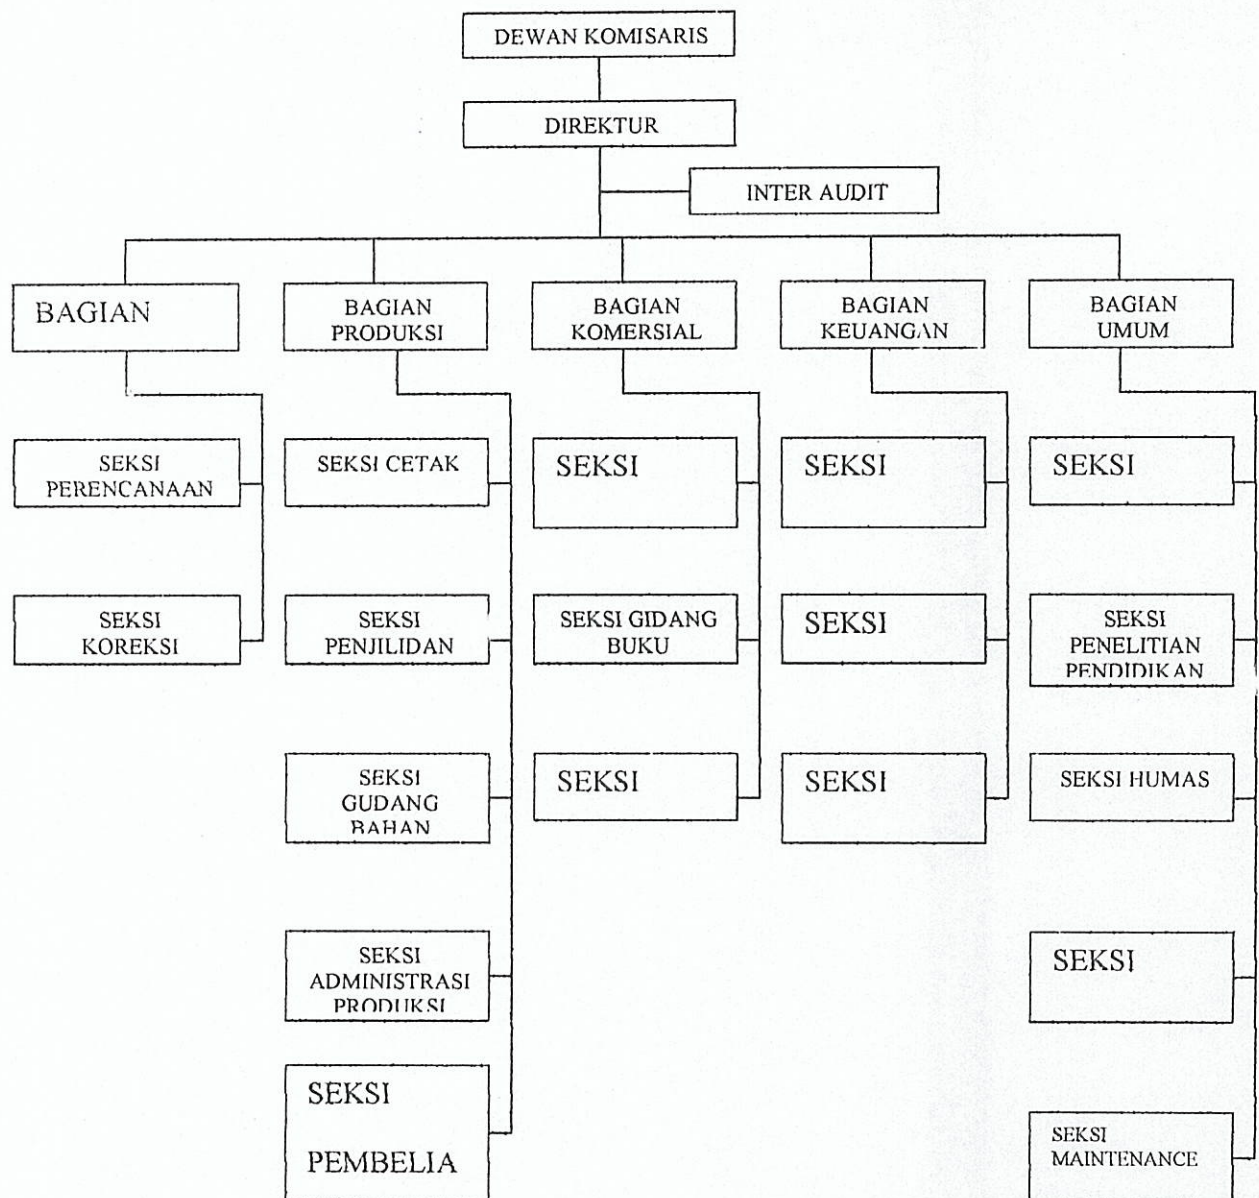 DEWAN KOMISARIS
DIREKTUR
INTER AUDIT
BAGIAN
BAGIAN
PRODUKSI
BAGIAN
KOMERSIAL
BAGIAN
KEUANGAN
BAGIAN
UMUM
SEKSI
PERENCANAAN
SEKSI CETAK
SEKSI
SEKSI
SEKSI
SEKSI
KOREKSI
SEKSI
PENJILIDAN
SEKSI GIDANG
BUKU
SEKSI
SEKSI
PENELITIAN
PENDIDIKAN
SEKSI
GUDANG
BAHAN
SEKSI
SEKSI
SEKSI HUMAS
SEKSI
ADMINISTRASI
PRODUKSI
SEKSI
SEKSI
PEMBELIA
SEKSI
MAINTENANCE